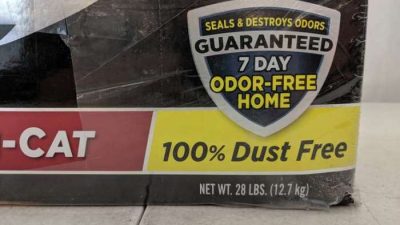 SEALS & DESTROYS ODORS
GUARANTEED
7 DAY
ODOR-FREE
HOME
-CAT
100% Dust Free
NET WT. 28 LBS. (12.7 kg)